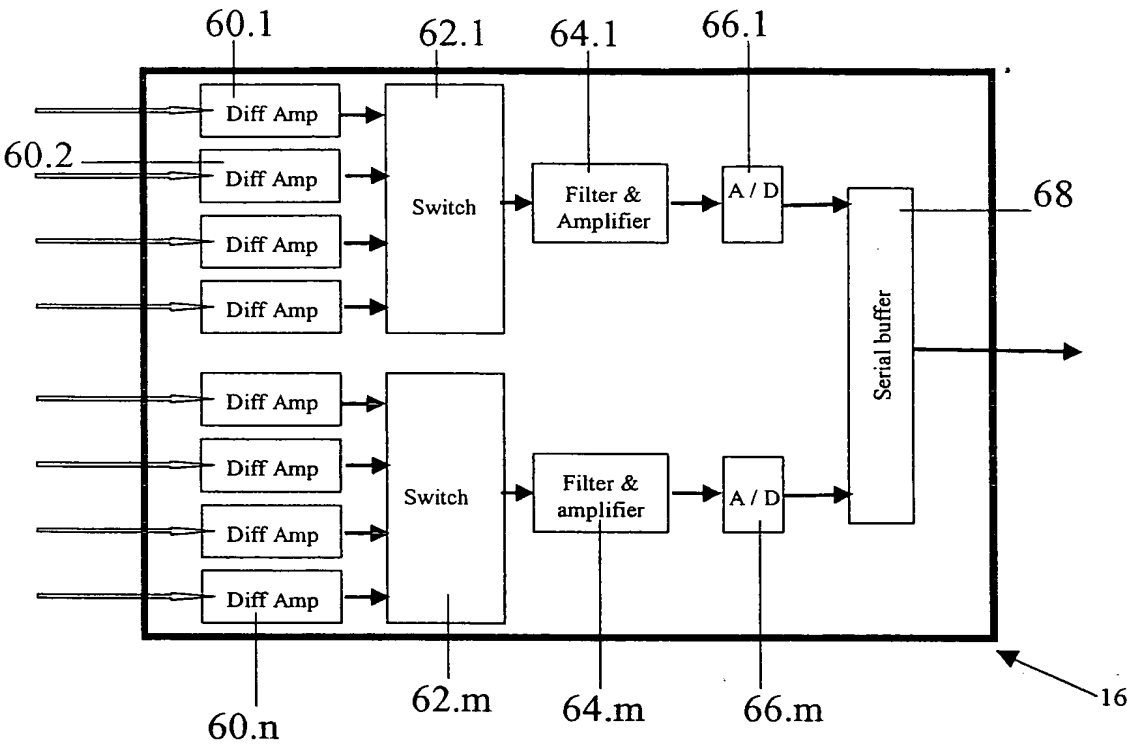 60.1
62.1
64.1
66.1
Diff Amp
60.2
Diff Amp
Diff Amp
Diff Amp
Switch
Filter &
Amplifier
A / D
68
Serial buffer
Diff Amp
Diff Amp
Diff Amp
Diff Amp
Switch
Filter &
amplifier
A / D
16
60.n
62.m
64.m
66.m